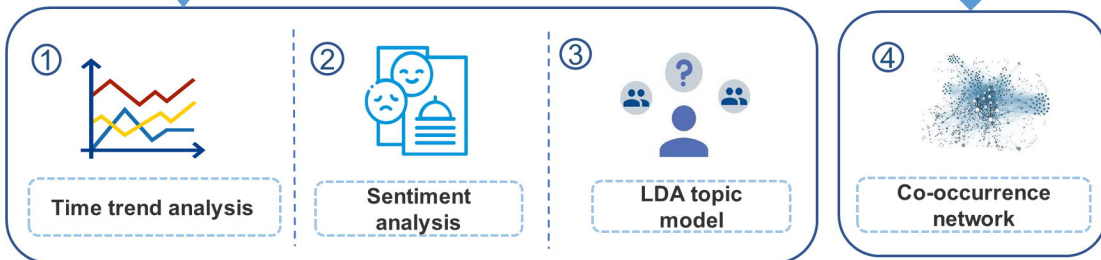 ①
②
③
④
?
Time trend analysis
Sentiment
analysis
LDA topic
model
Co-occurrence
network